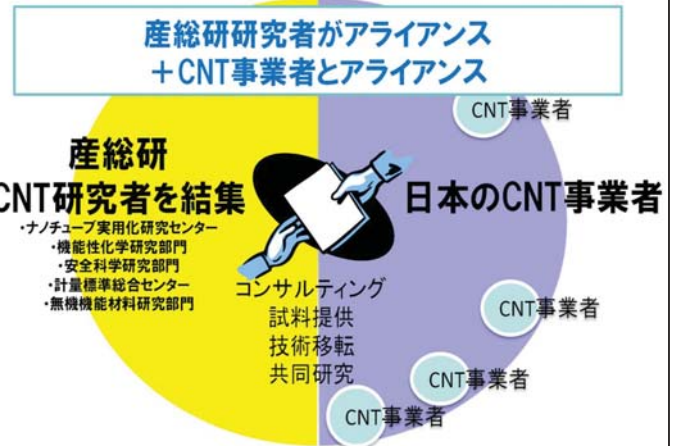 産総研研究者がアライアンス
+CNT事業者とアライアンス
産総研
CNT研究者を結集
・ナノチューブ実用化研究センター
・機能性化学研究部門
・安全科学研究部門
・計量標準総合センター
・無機機能材料研究部門
コンサルティング
試料提供
技術移転
共同研究
日本のCNT事業者
CNT事業者
CNT事業者
CNT事業者
CNT事業者